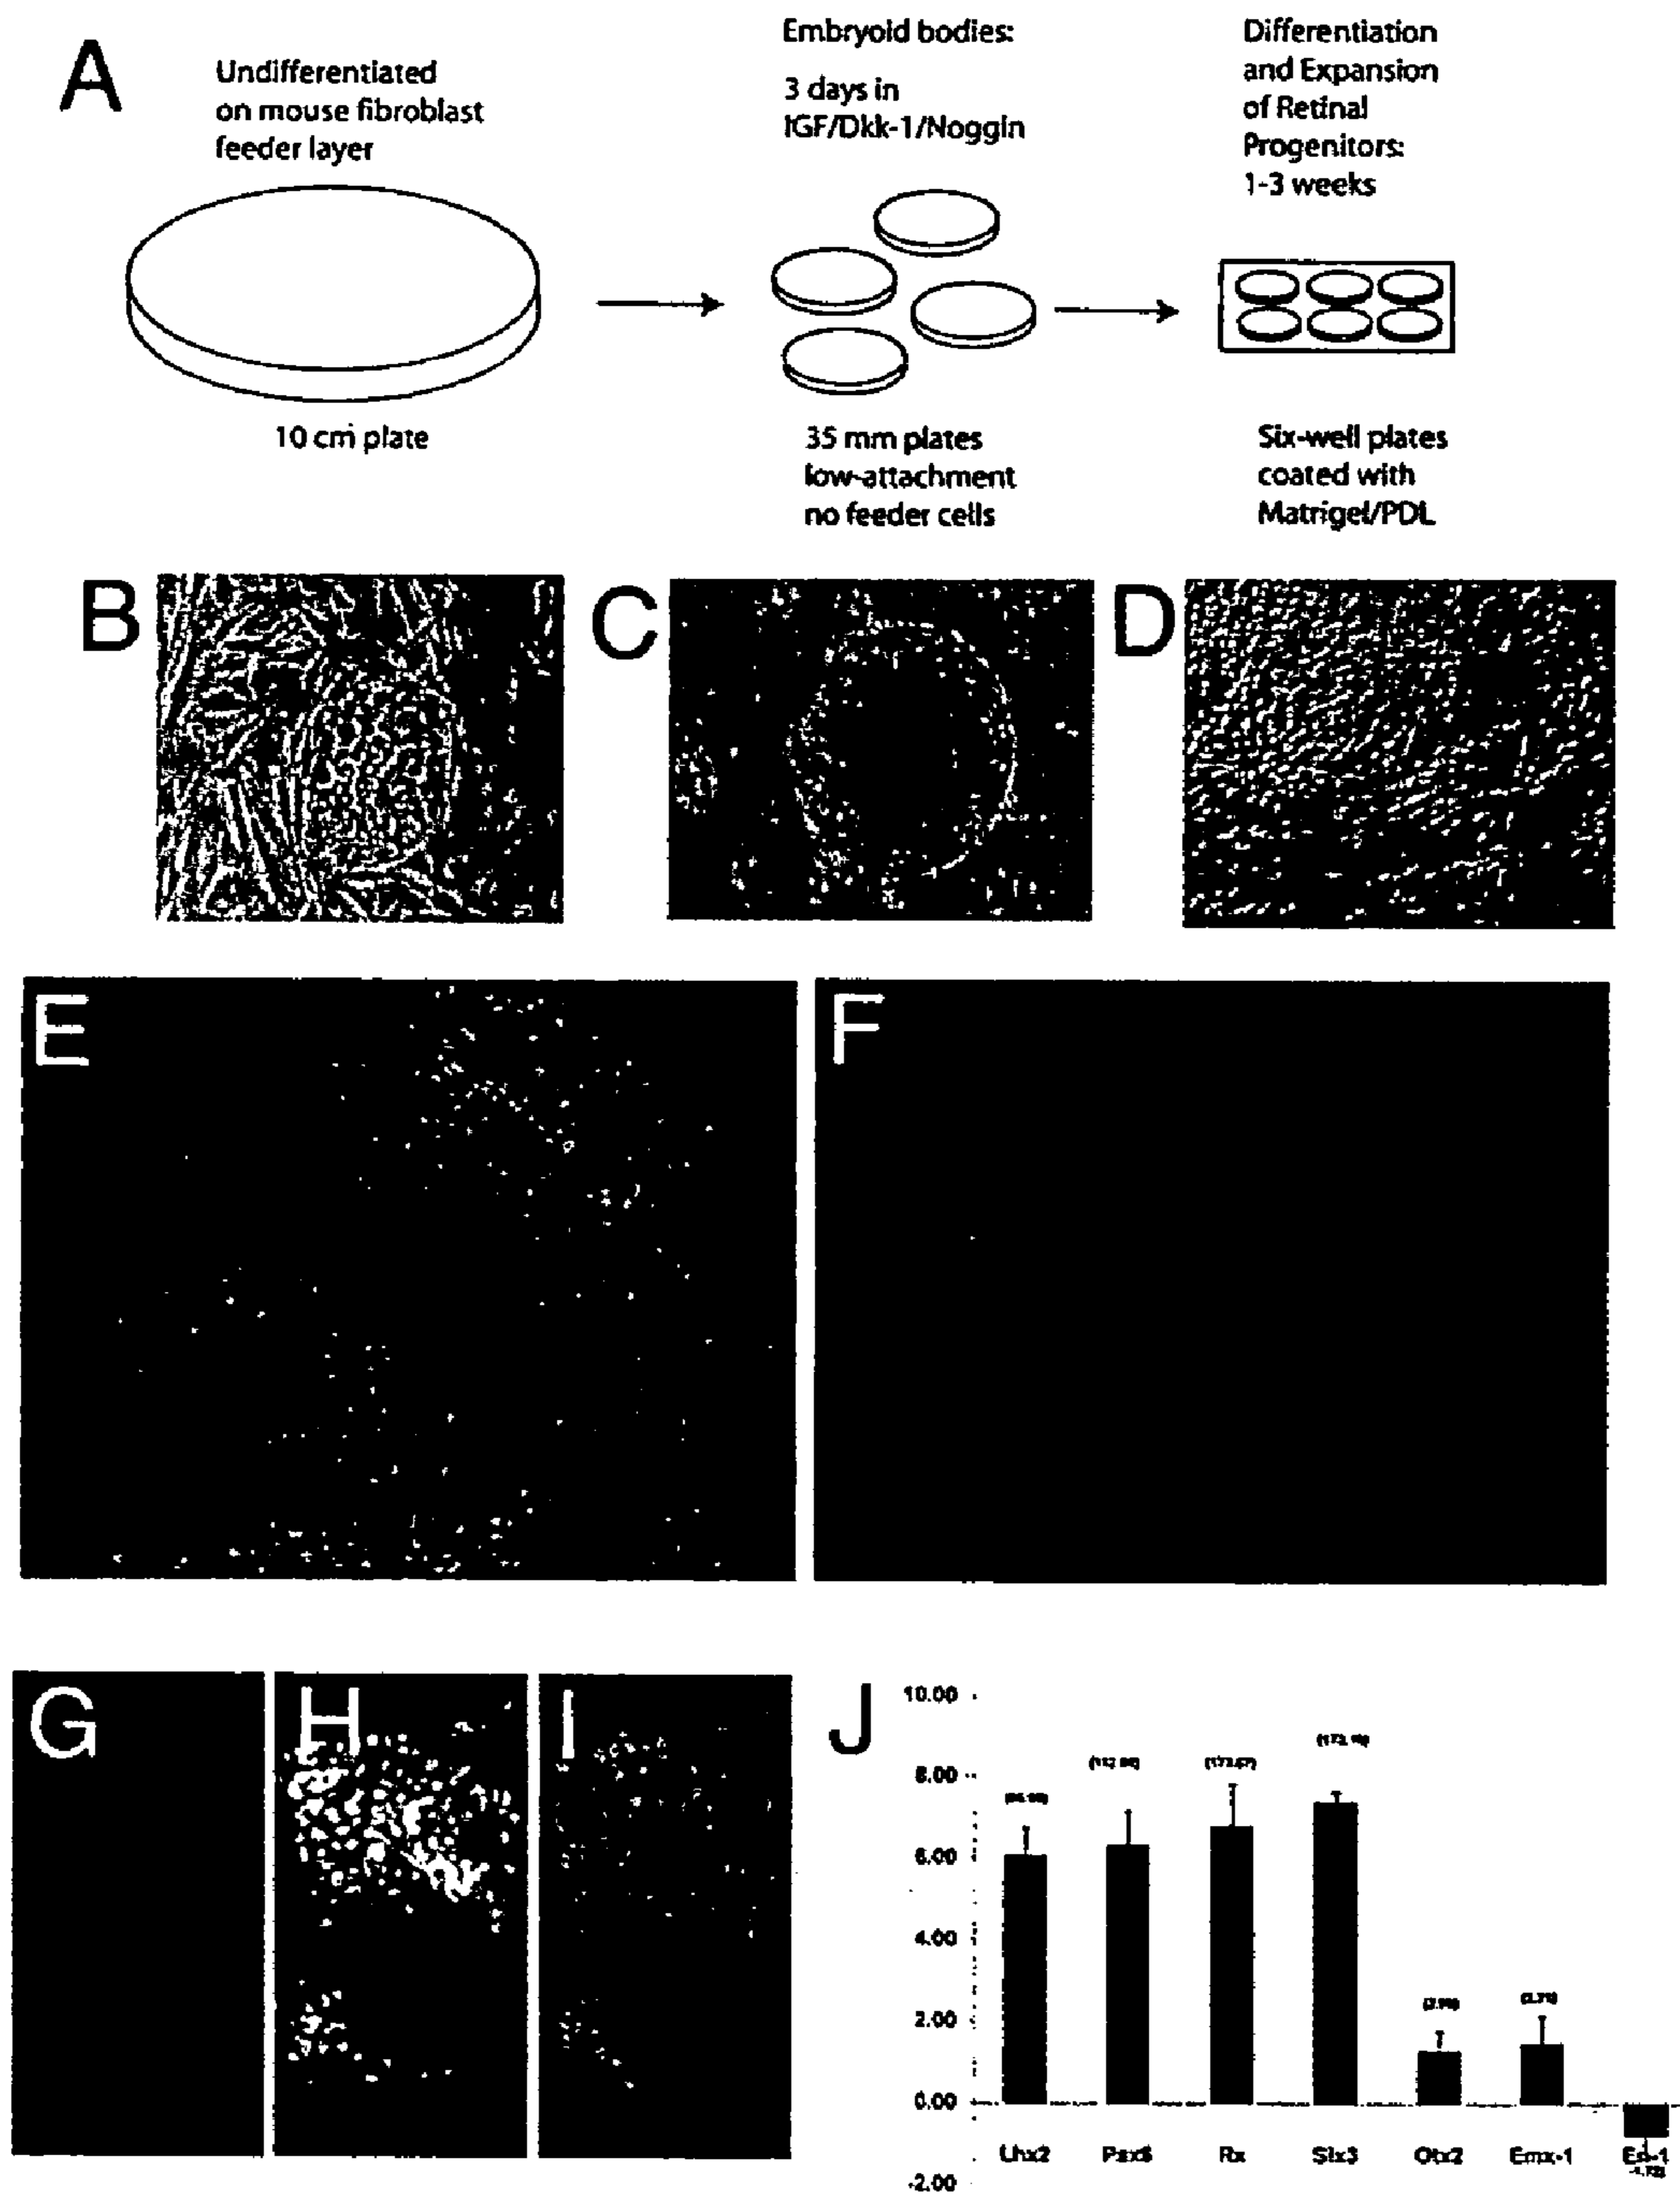 A
Undifferentiated
on mouse fibroblast
feeder layer
10 cm plate
Embryoid bodies:
3 days in
IGF/Dkk-1/Noggin
35 mm plates
low-attachment
no feeder cells
Differentiation
and Expansion
of Retinal
Progenitors:
1-3 weeks
Six-well plates
coated with
Matrigel/PDL
B
C
D
E
F
G
H
I
J
10.00
8.00
6.00
4.00
2.00
0.00
-2.00
Lhx2 Pax6 Rx Six3 Otx2 Emx-1 En-1